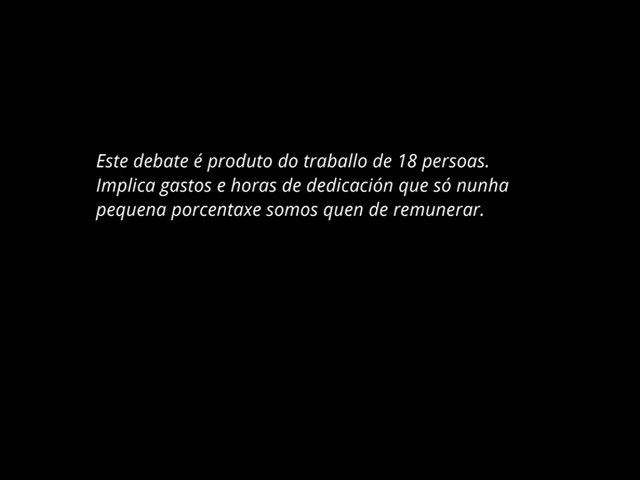 Este debate é produto do traballo de 18 persoas.
Implica gastos e horas de dedicación que só nunha
pequena porcentaxe somos quen de remunerar.